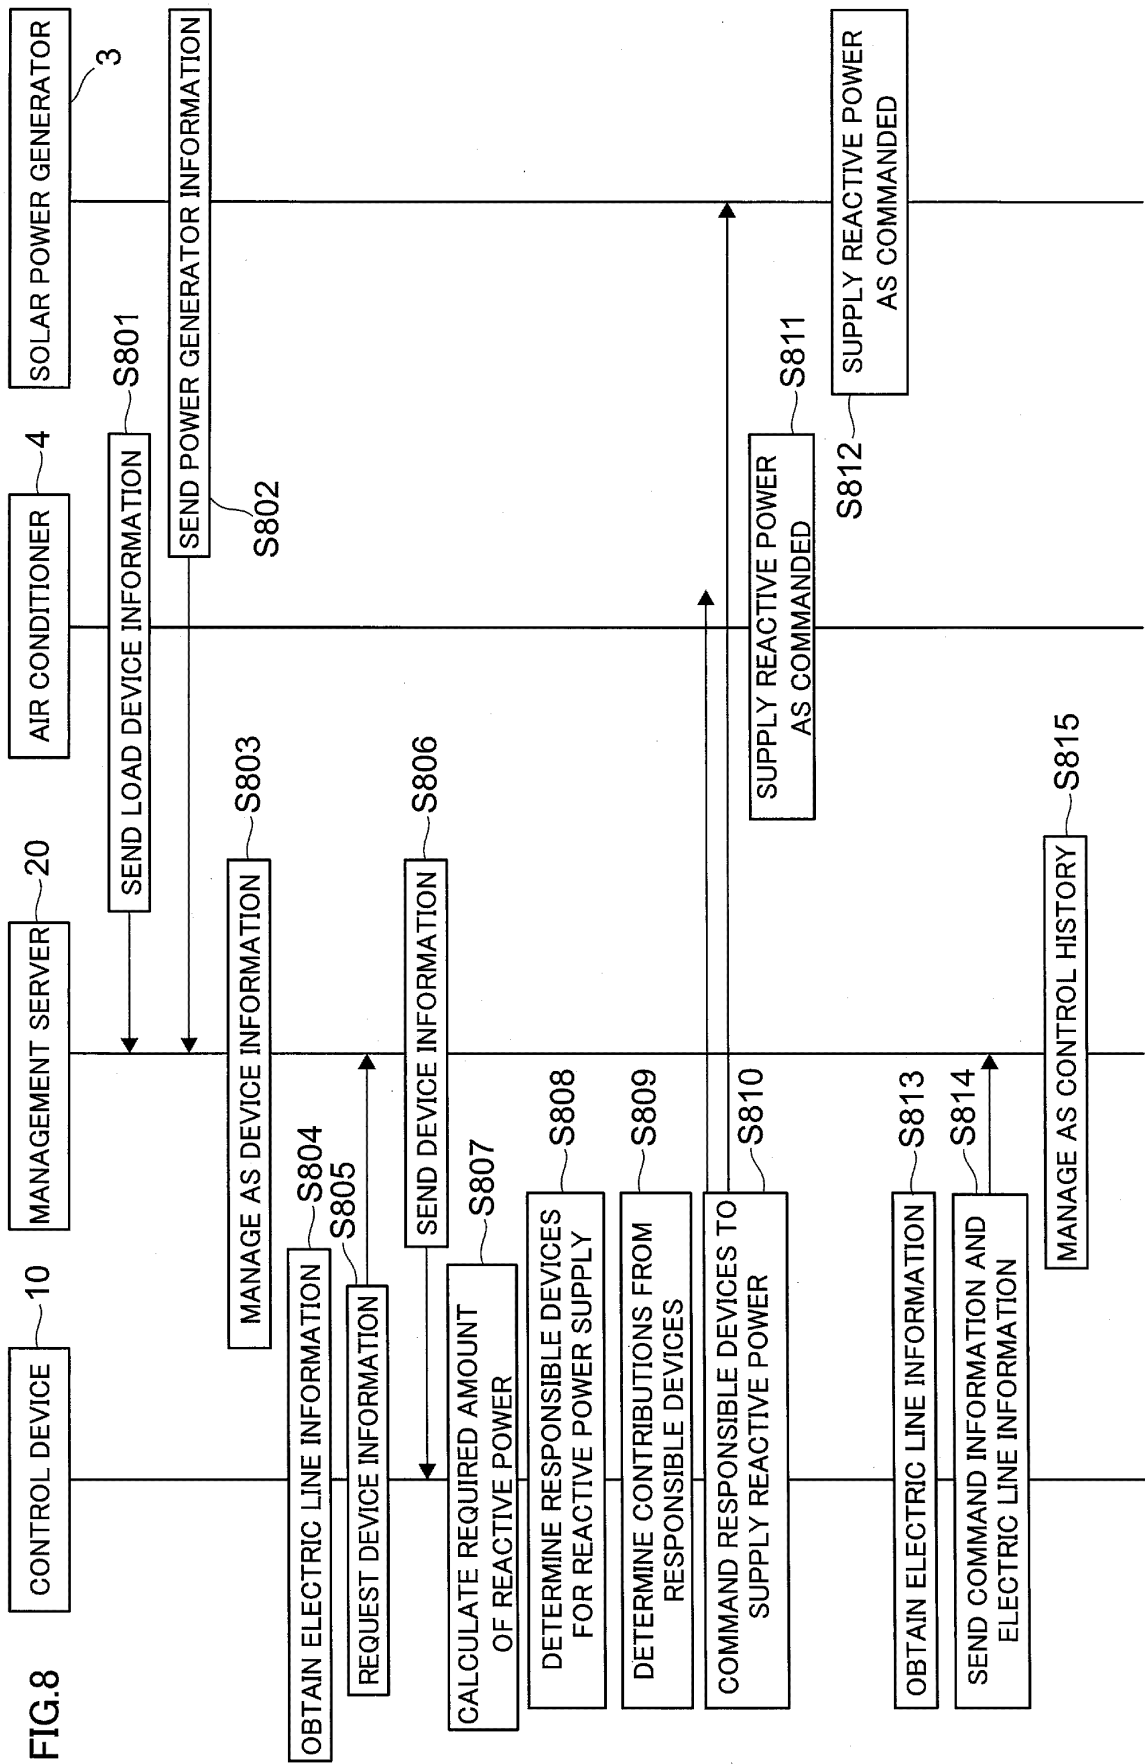 FIG.8
CONTROL DEVICE
10
MANAGEMENT SERVER
20
AIR CONDITIONER
4
SOLAR POWER GENERATOR
3
SEND LOAD DEVICE INFORMATION
S801
SEND POWER GENERATOR INFORMATION
S802
MANAGE AS DEVICE INFORMATION
S803
OBTAIN ELECTRIC LINE INFORMATION
S804
REQUEST DEVICE INFORMATION
S805
SEND DEVICE INFORMATION
S806
CALCULATE REQUIRED AMOUNT
OF REACTIVE POWER
S807
DETERMINE RESPONSIBLE DEVICES
FOR REACTIVE POWER SUPPLY
S808
DETERMINE CONTRIBUTIONS FROM
RESPONSIBLE DEVICES
S809
COMMAND RESPONSIBLE DEVICES TO
SUPPLY REACTIVE POWER
S810
SUPPLY REACTIVE POWER
AS COMMANDED
S811
SUPPLY REACTIVE POWER
AS COMMANDED
S812
OBTAIN ELECTRIC LINE INFORMATION
S813
SEND COMMAND INFORMATION AND
ELECTRIC LINE INFORMATION
S814
MANAGE AS CONTROL HISTORY
S815